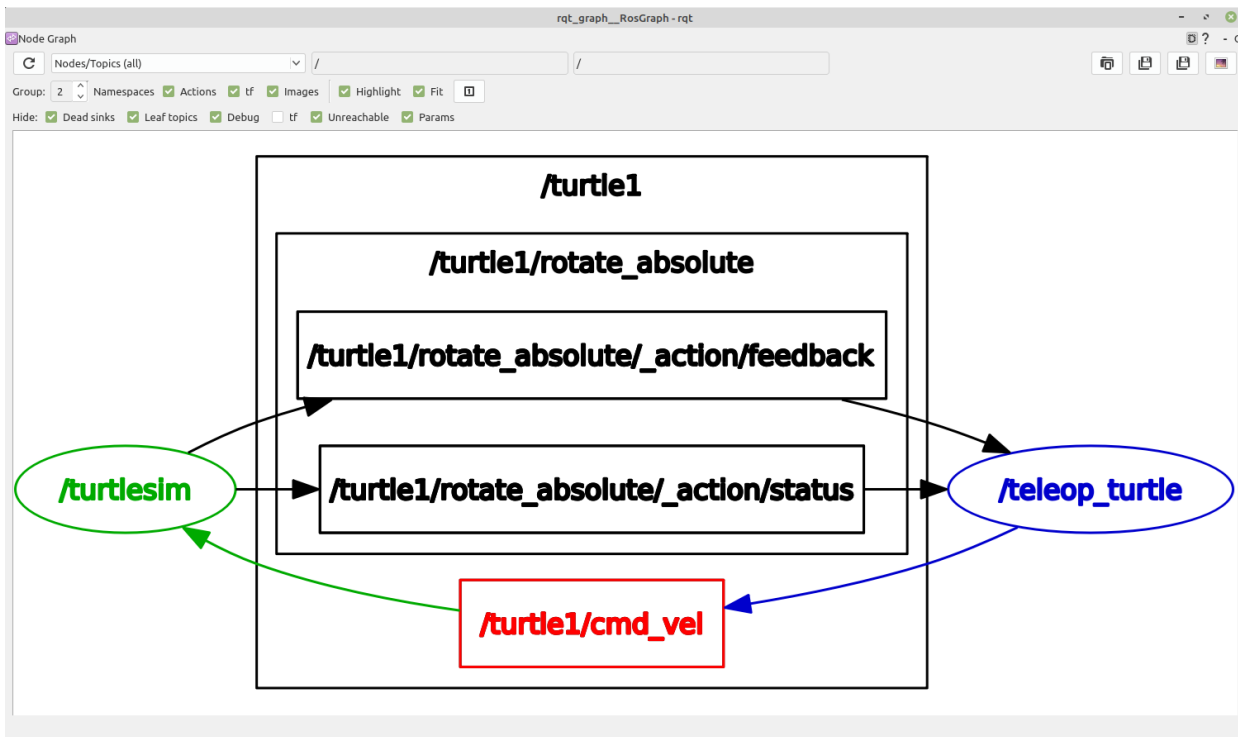 rqt_graph__RosGraph - rqt
Node Graph
D ? - 
Nodes/Topics (all) / /
Group: 2 Namespaces Actions tf Images Highlight Fit 1
Hide: Dead sinks Leaf topics Debug tf Unreachable Params
/turtle1
/turtle1/rotate_absolute
/turtle1/rotate_absolute/_action/feedback
/turtlesim
/turtle1/rotate_absolute/_action/status
/teleop_turtle
/turtle1/cmd_vel